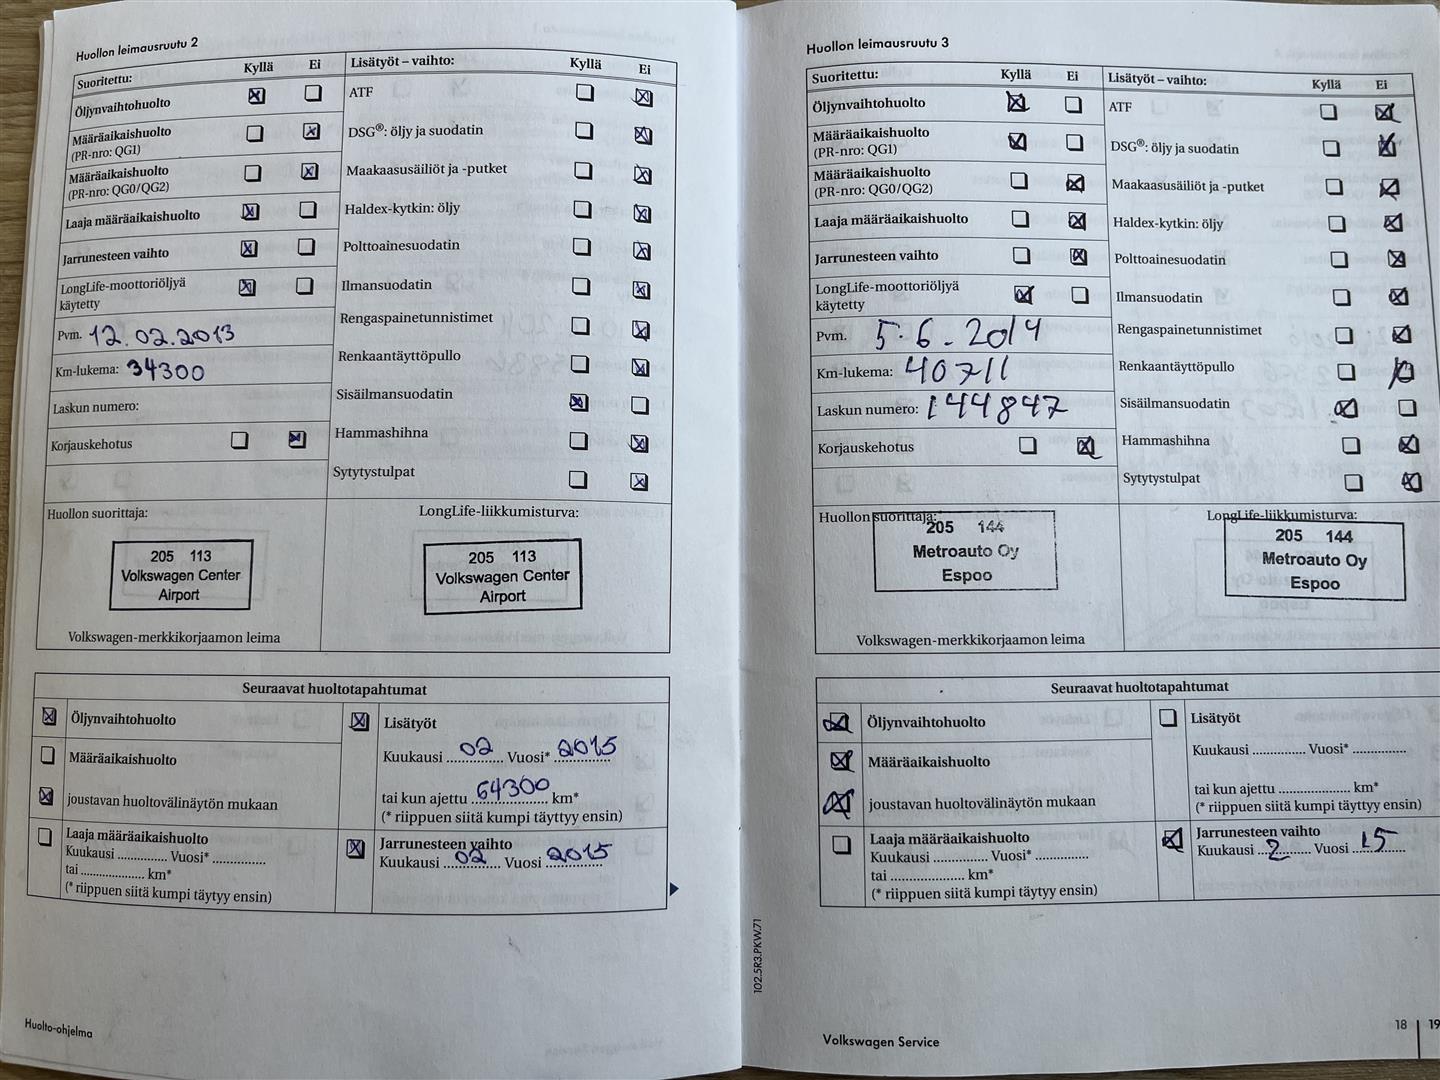 Huollon leimausruutu 2
Suoritettu: Kyllä Ei
Öljynvaihtohuolto
Määräaikaishuolto
(PR-nro: QG1)
Määräaikaishuolto
(PR-nro: QG0/QG2)
Laaja määräaikaishuolto
Jarrunesteen vaihto
LongLife-moottoriöljyä
käytetty
Pvm. 12.02.2013
Km-lukema: 34300
Laskun numero:
Korjauskehotus
Lisätyöt – vaihto: Kyllä Ei
ATF
DSG®: öljy ja suodatin
Maakaasusäiliöt ja -putket
Haldex-kytkin: öljy
Polttoainesuodatin
Ilmansuodatin
Rengaspainetunnistimet
Renkaantäyttöpullo
Sisäilmansuodatin
Hammashihna
Sytytystulpat
Huollon suorittaja:
205 113
Volkswagen Center
Airport
Volkswagen-merkkikorjaamon leima
LongLife-liikkumisturva:
205 113
Volkswagen Center
Airport
Seuraavat huoltotapahtumat
Öljynvaihtohuolto
Määräaikaishuolto
joustavan huoltovälinäytön mukaan
Laaja määräaikaishuolto
Kuukausi .............. Vuosi* ..............
tai .................... km*
(* riippuen siitä kumpi täytyy ensin)
Lisätyöt
Kuukausi 02 Vuosi* 2015
tai kun ajettu 64300 km*
(* riippuen siitä kumpi täyttyy ensin)
Jarrunesteen vaihto
Kuukausi 02 Vuosi 2015
Huolto-ohjelma
Huollon leimausruutu 3
Suoritettu: Kyllä Ei
Öljynvaihtohuolto
Määräaikaishuolto
(PR-nro: QG1)
Määräaikaishuolto
(PR-nro: QG0/QG2)
Laaja määräaikaishuolto
Jarrunesteen vaihto
LongLife-moottoriöljyä
käytetty
Pvm. 5.6.2014
Km-lukema: 40711
Laskun numero: 144847
Korjauskehotus
Lisätyöt – vaihto: Kyllä Ei
ATF
DSG®: öljy ja suodatin
Maakaasusäiliöt ja -putket
Haldex-kytkin: öljy
Polttoainesuodatin
Ilmansuodatin
Rengaspainetunnistimet
Renkaantäyttöpullo
Sisäilmansuodatin
Hammashihna
Sytytystulpat
Huollon suorittaja:
205 144
Metroauto Oy
Espoo
Volkswagen-merkkikorjaamon leima
LongLife-liikkumisturva:
205 144
Metroauto Oy
Espoo
Seuraavat huoltotapahtumat
Öljynvaihtohuolto
Määräaikaishuolto
joustavan huoltovälinäytön mukaan
Laaja määräaikaishuolto
Kuukausi .............. Vuosi* ..............
tai .................... km*
(* riippuen siitä kumpi täytyy ensin)
Lisätyöt
Kuukausi .............. Vuosi* ..............
tai kun ajettu .................... km*
(* riippuen siitä kumpi täyttyy ensin)
Jarrunesteen vaihto
Kuukausi 2 Vuosi 15
102.5R3.PKW.71
Volkswagen Service
18 | 19